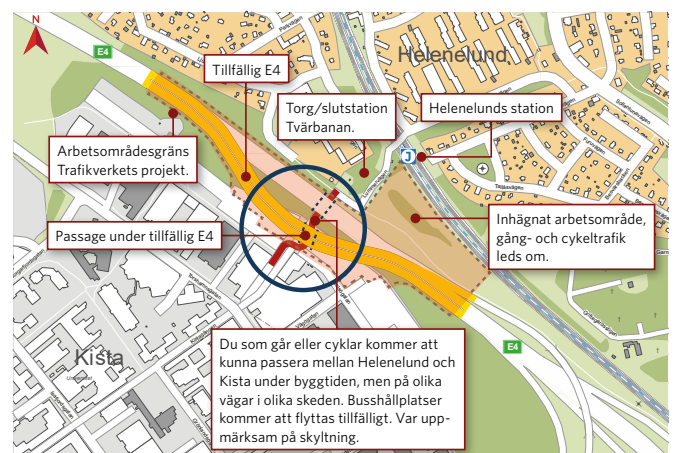 N
E4
Parkvägen
Helenelund
Tillfällig E4
Torg/slutstation
Tvärbanan.
Helenelunds station
J
Arbetsområdesgräns
Trafikverkets projekt.
Passage under tillfällig E4
Inhägnat arbetsområde,
gång- och cykeltrafik
leds om.
Du som går eller cyklar kommer att
kunna passera mellan Helenelund och
Kista under byggtiden, men på olika
vägar i olika skeden. Busshållplatser
kommer att flyttas tillfälligt. Var upp-
märksam på skyltning.
Kista
E4